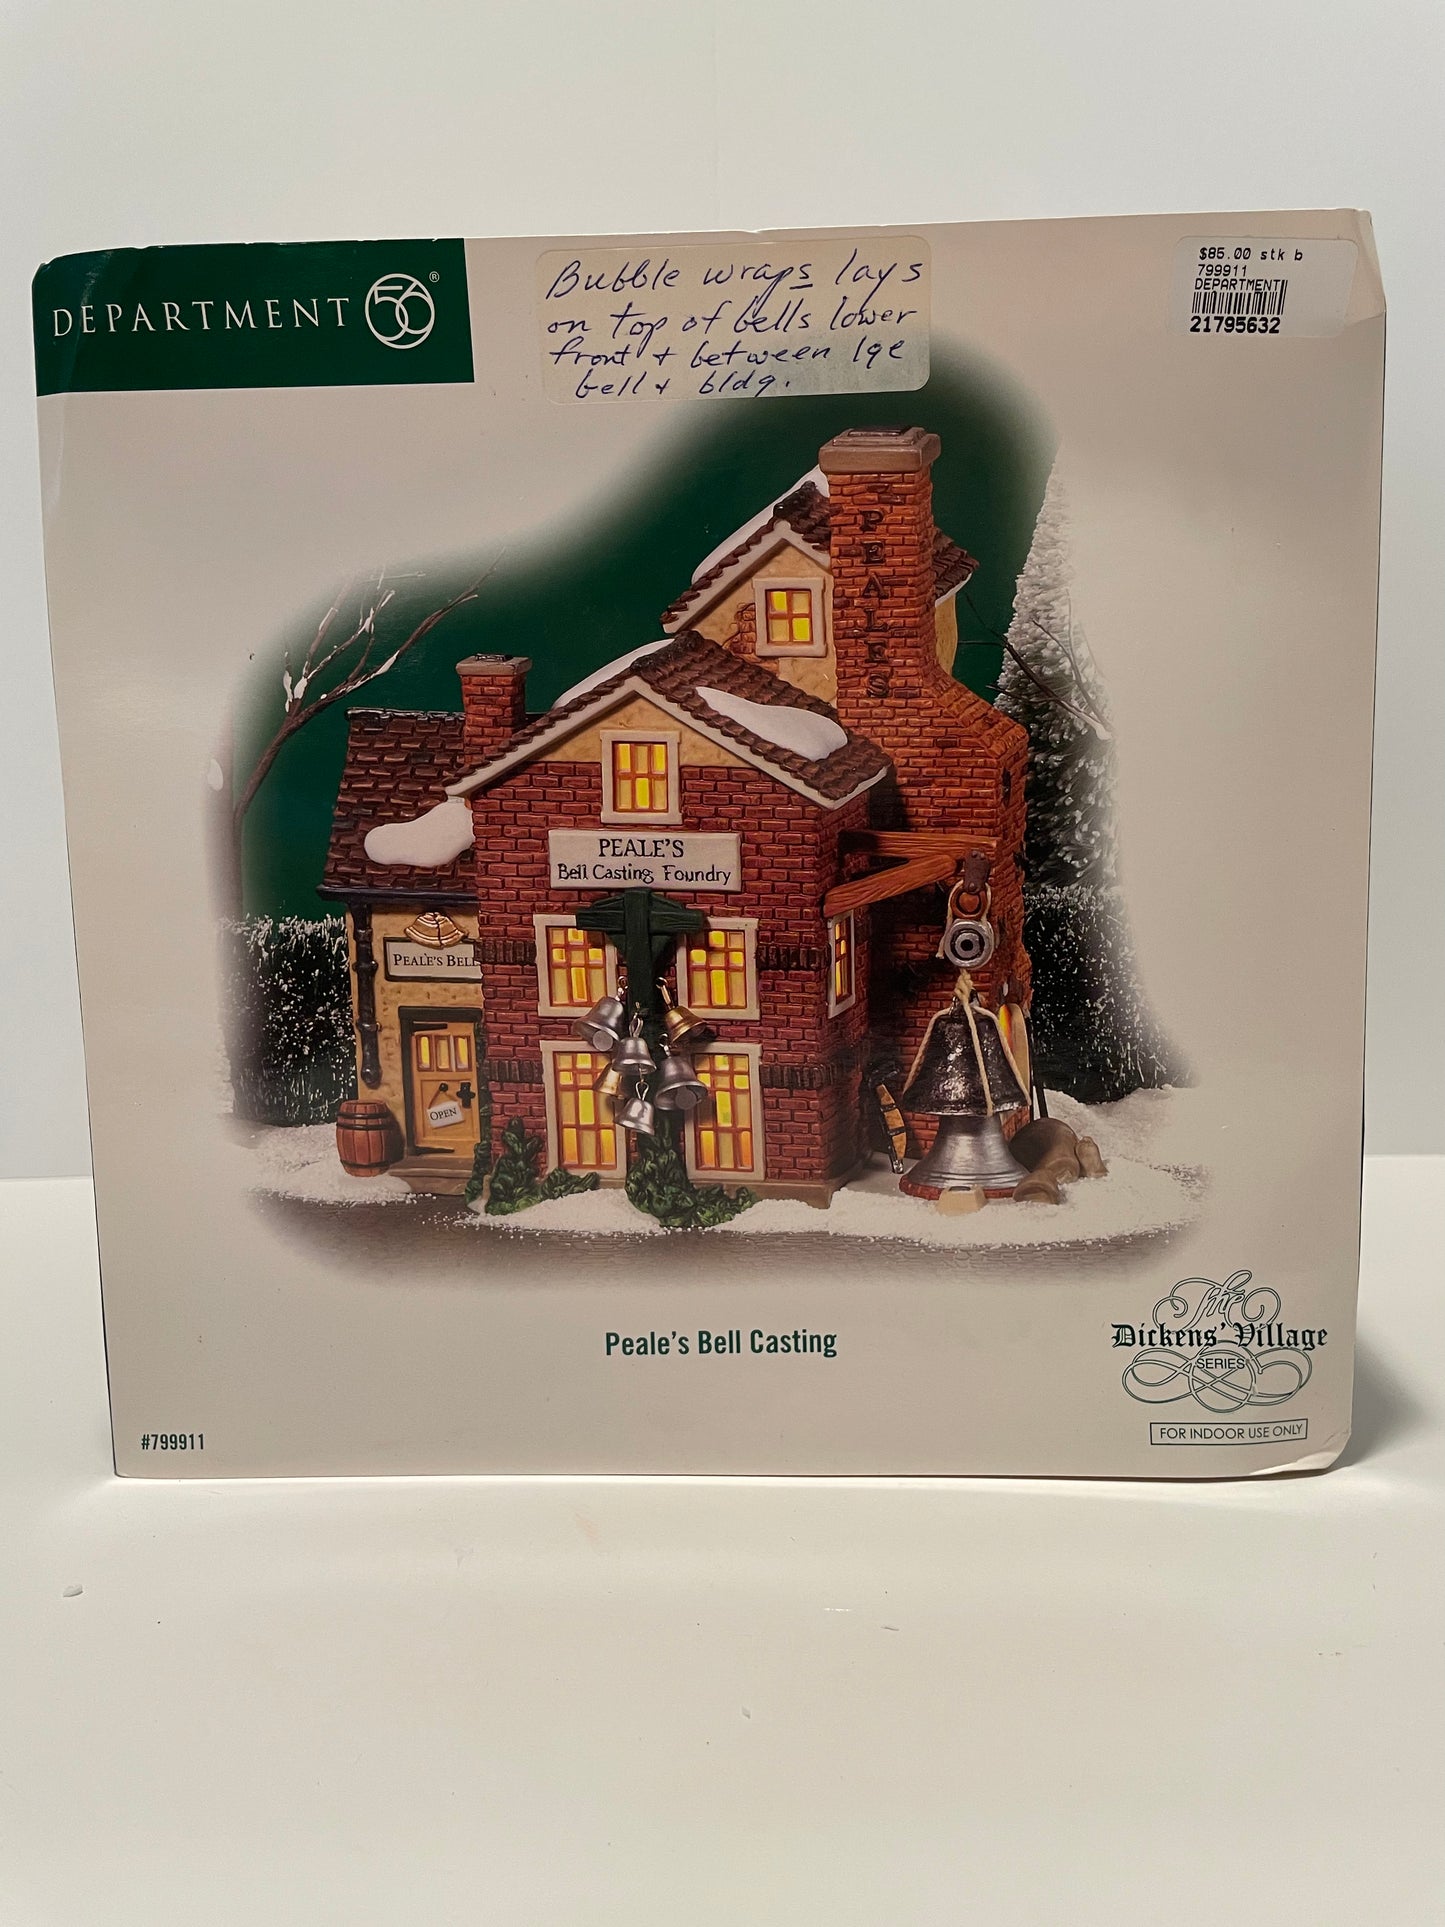 DEPARTMENT 56®
Bubble wraps lays
on top of bells lower
front + between lge
bell + bldg.
$85.00 stk b
799911
DEPARTMENT
21795632
PEALES
PEALE'S
Bell Casting Foundry
PEALE'S BELL
OPEN
Peale's Bell Casting
The
Dickens' Village
SERIES
#799911
FOR INDOOR USE ONLY